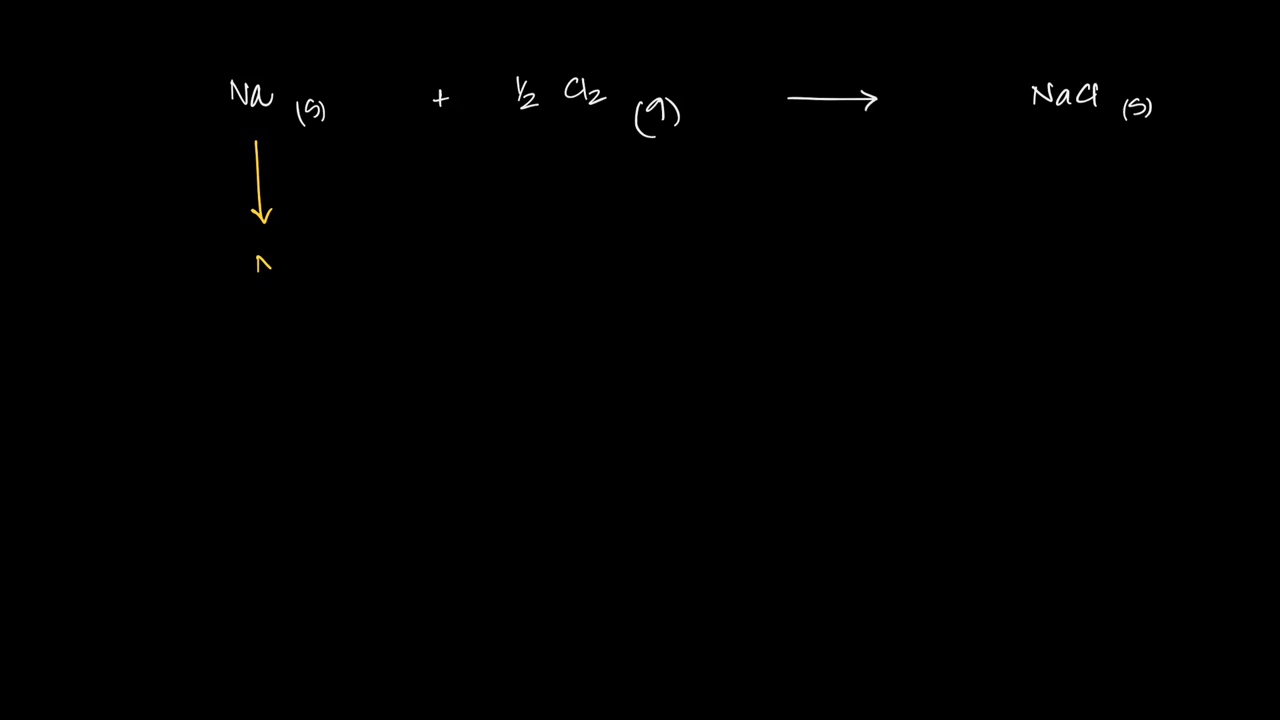 Na (s) + 1/2 Cl2 (g) → NaCl (s)